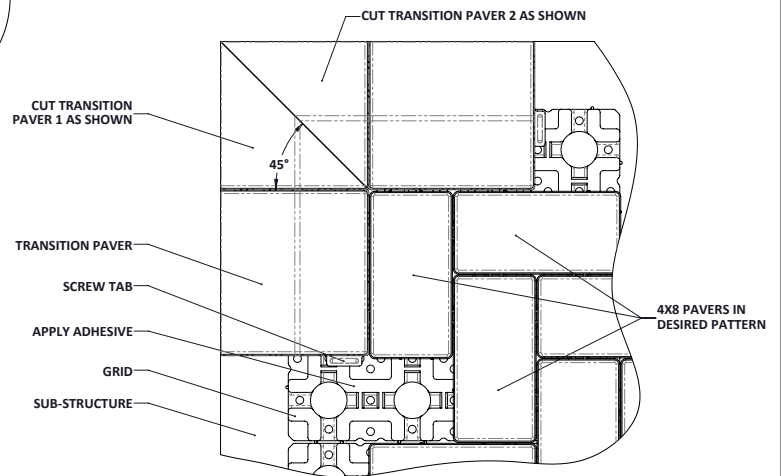 CUT TRANSITION PAVER 2 AS SHOWN
CUT TRANSITION
PAVER 1 AS SHOWN
45°
TRANSITION PAVER
SCREW TAB
APPLY ADHESIVE
GRID
SUB-STRUCTURE
4X8 PAVERS IN
DESIRED PATTERN